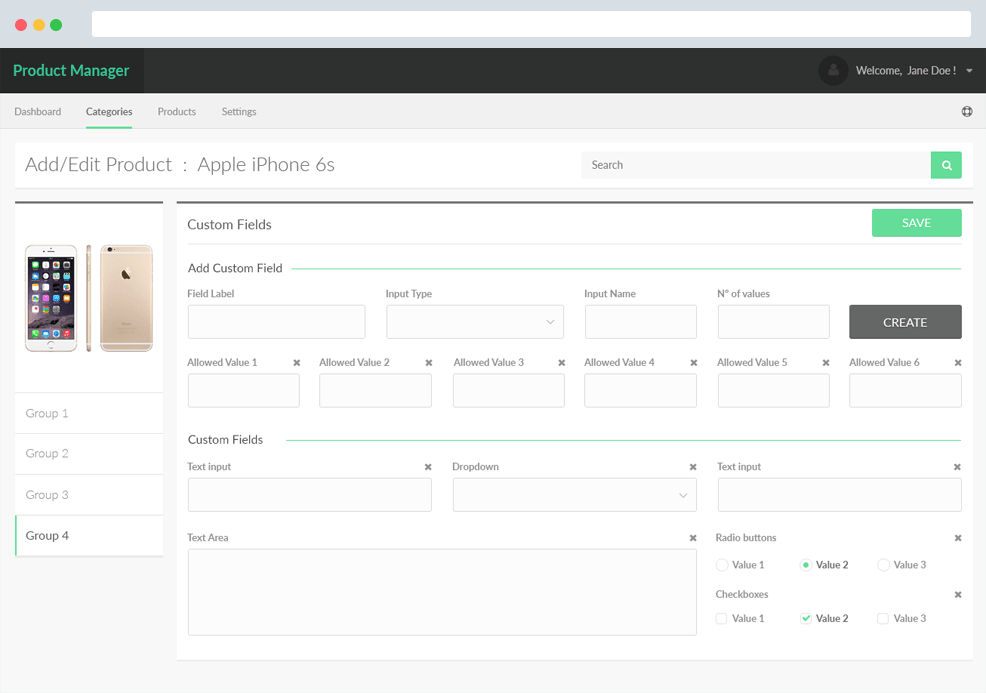 Product Manager
Welcome, Jane Doe !
Dashboard Categories Products Settings
Add/Edit Product : Apple iPhone 6s
Search
Custom Fields
SAVE
Add Custom Field
Field Label Input Type Input Name N° of values
CREATE
Allowed Value 1 Allowed Value 2 Allowed Value 3 Allowed Value 4 Allowed Value 5 Allowed Value 6
Group 1
Group 2
Group 3
Group 4
Custom Fields
Text input Dropdown Text input
Text Area Radio buttons
Value 1 Value 2 Value 3
Checkboxes
Value 1 Value 2 Value 3